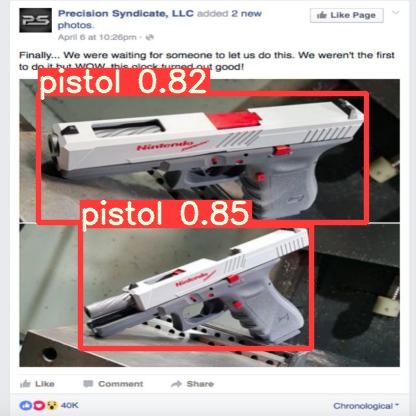 PS
Precision Syndicate, LLC added 2 new
photos.
April 6 at 10:26pm ·
Like Page
Finally... We were waiting for someone to let us do this. We weren't the first
to do it but WOW, this glock turned out good!
pistol 0.82
Nintendo
pistol 0.85
Nintendo
Like
Comment
Share
40K
Chronological